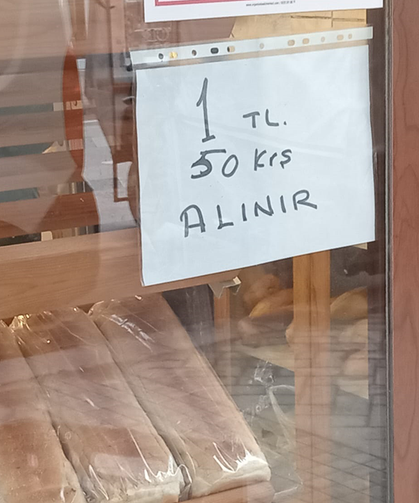 1 TL.
50 Krş
ALINIR